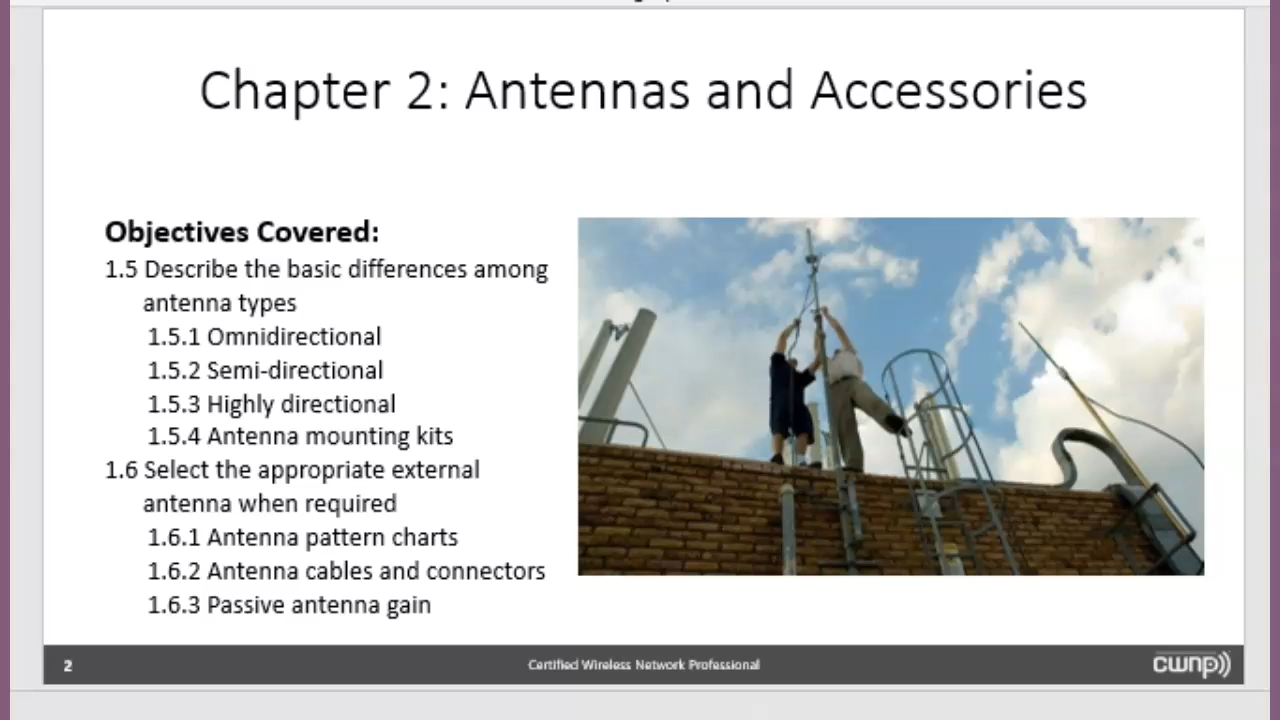 Chapter 2: Antennas and Accessories
Objectives Covered:
1.5 Describe the basic differences among
antenna types
1.5.1 Omnidirectional
1.5.2 Semi-directional
1.5.3 Highly directional
1.5.4 Antenna mounting kits
1.6 Select the appropriate external
antenna when required
1.6.1 Antenna pattern charts
1.6.2 Antenna cables and connectors
1.6.3 Passive antenna gain
2
Certified Wireless Network Professional
cwnp